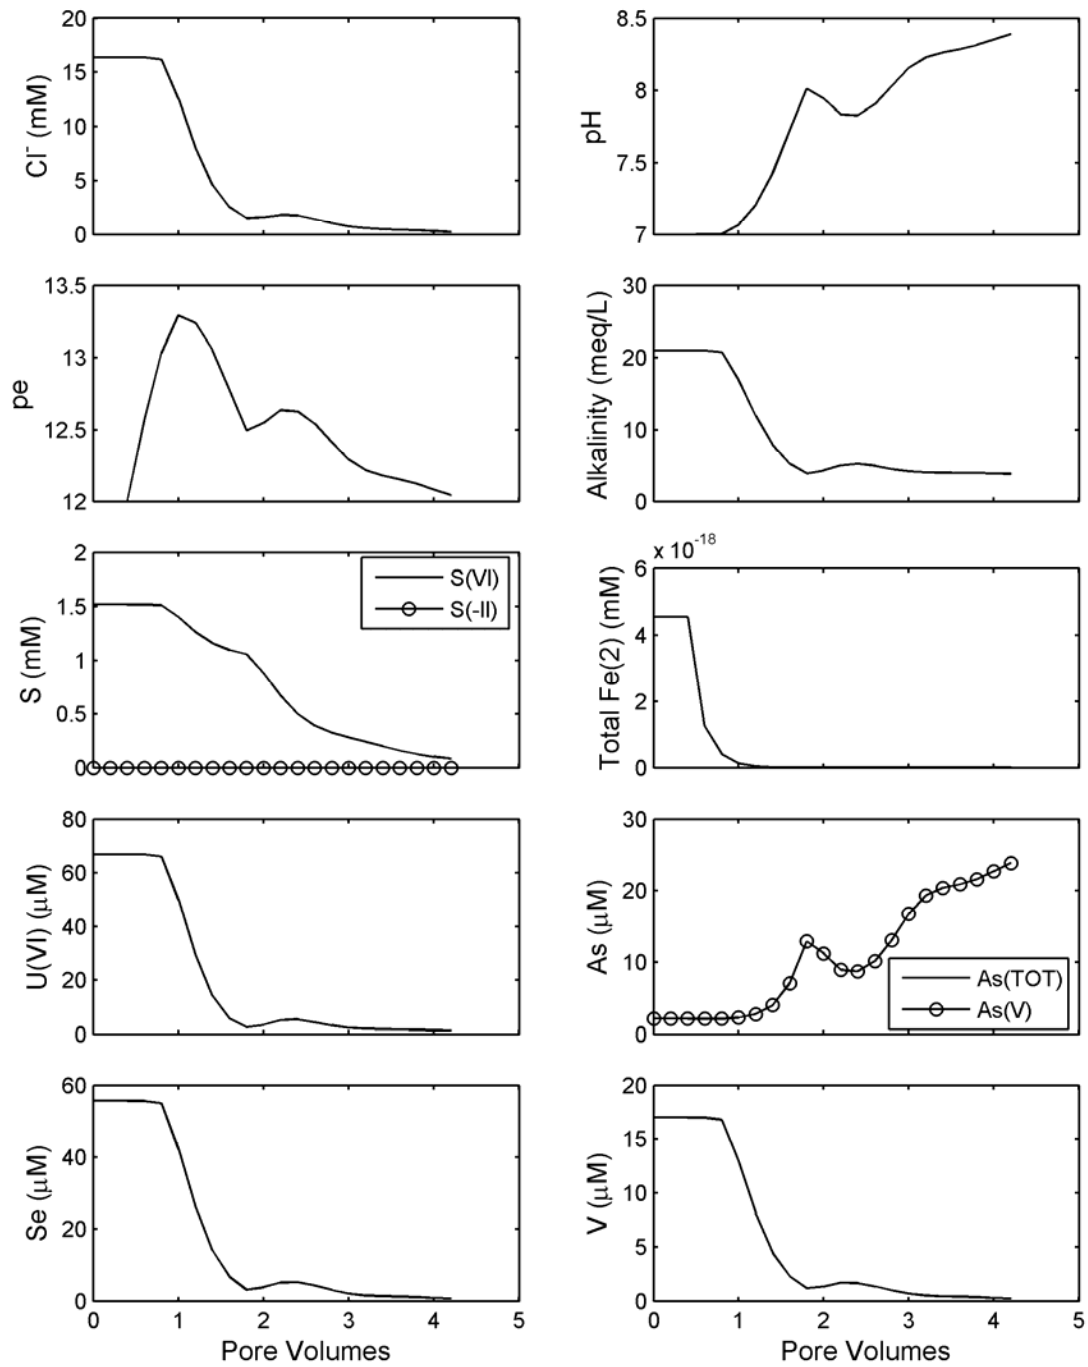 20
15
10
5
0
Cl⁻ (mM)
8.5
8
7.5
7
pH
13.5
13
12.5
12
pe
30
20
10
0
Alkalinity (meq/L)
2
1.5
1
0.5
0
S (mM)
S(VI)
S(-II)
x 10⁻¹⁸
6
4
2
0
Total Fe(2) (mM)
80
60
40
20
0
U(VI) (μM)
30
20
10
0
As (μM)
As(TOT)
As(V)
60
40
20
0
Se (μM)
0 1 2 3 4 5
Pore Volumes
20
15
10
5
0
V (μM)
0 1 2 3 4 5
Pore Volumes